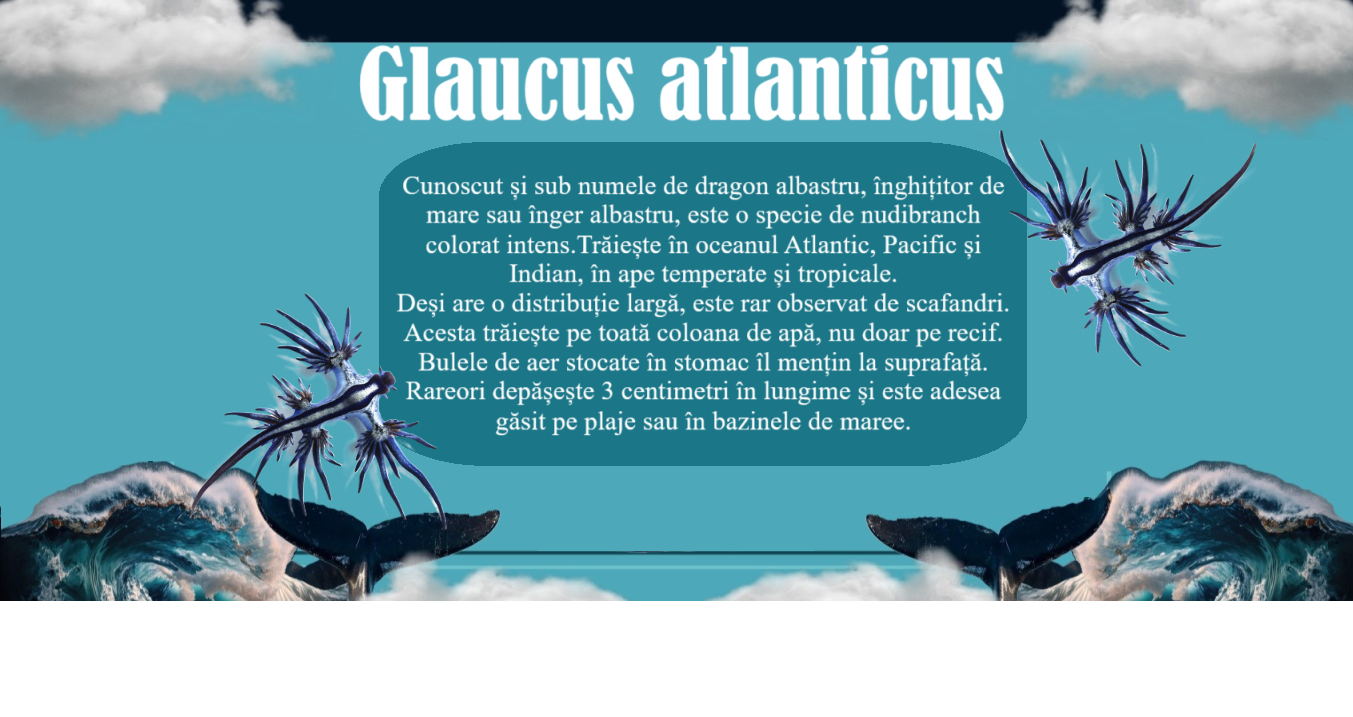 Glaucus atlanticus
Cunoscut și sub numele de dragon albastru, înghițitor de
mare sau înger albastru, este o specie de nudibranch
colorat intens.Trăiește în oceanul Atlantic, Pacific și
Indian, în ape temperate și tropicale.
Deși are o distribuție largă, este rar observat de scafandri.
Acesta trăiește pe toată coloana de apă, nu doar pe recif.
Bulele de aer stocate în stomac îl mențin la suprafață.
Rareori depășește 3 centimetri în lungime și este adesea
găsit pe plaje sau în bazinele de maree.